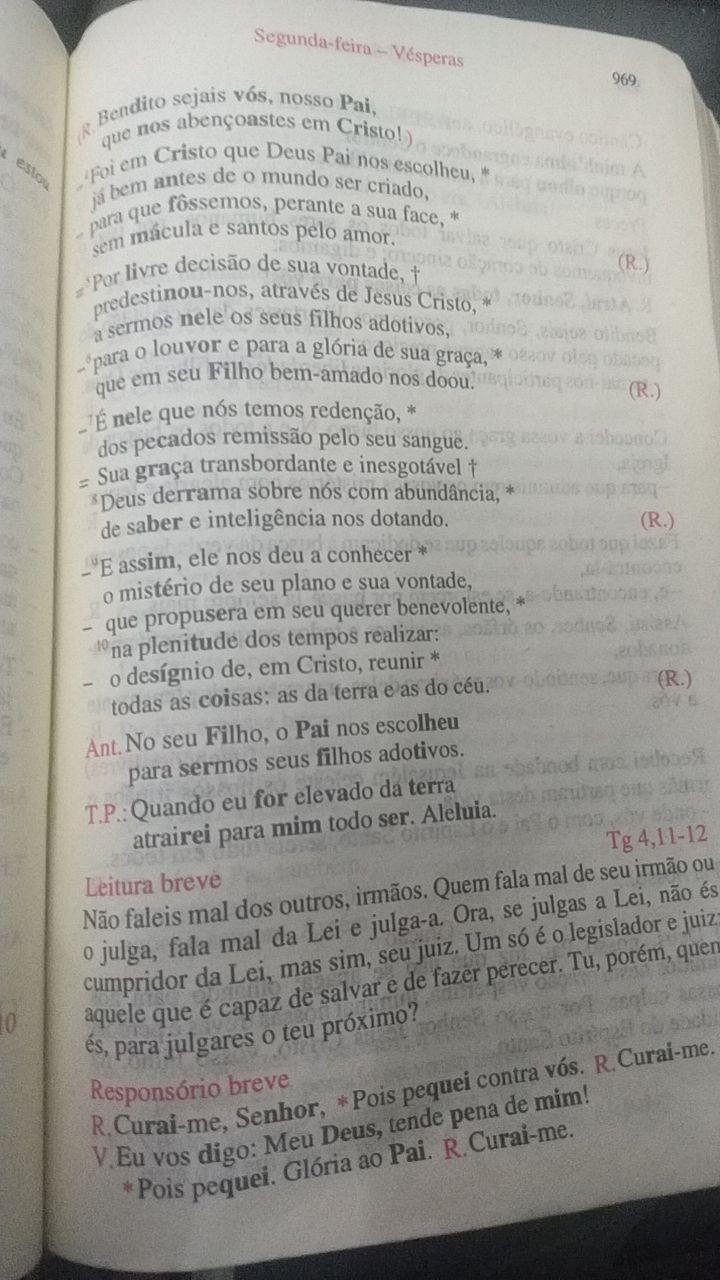 Segunda-feira – Vésperas
969
(R. Bendito sejais vós, nosso Pai,
que nos abençoastes em Cristo!)
– ⁴Foi em Cristo que Deus Pai nos escolheu, *
já bem antes de o mundo ser criado,
– para que fôssemos, perante a sua face, *
sem mácula e santos pelo amor. (R.)
= ⁵Por livre decisão de sua vontade, †
predestinou-nos, através de Jesus Cristo, *
a sermos nele os seus filhos adotivos,
– ⁶para o louvor e para a glória de sua graça, *
que em seu Filho bem-amado nos doou. (R.)
– ⁷É nele que nós temos redenção, *
dos pecados remissão pelo seu sangue.
= Sua graça transbordante e inesgotável †
⁸Deus derrama sobre nós com abundância, *
de saber e inteligência nos dotando. (R.)
– ⁹E assim, ele nos deu a conhecer *
o mistério de seu plano e sua vontade,
– que propusera em seu querer benevolente, *
¹⁰na plenitude dos tempos realizar:
– o desígnio de, em Cristo, reunir *
todas as coisas: as da terra e as do céu. (R.)
Ant. No seu Filho, o Pai nos escolheu
para sermos seus filhos adotivos.
T.P.: Quando eu for elevado da terra
atrairei para mim todo ser. Aleluia.
Leitura breve Tg 4,11-12
Não faleis mal dos outros, irmãos. Quem fala mal de seu irmão ou
o julga, fala mal da Lei e julga-a. Ora, se julgas a Lei, não és
cumpridor da Lei, mas sim, seu juiz. Um só é o legislador e juiz:
aquele que é capaz de salvar e de fazer perecer. Tu, porém, quem
és, para julgares o teu próximo?
Responsório breve
R. Curai-me, Senhor, * Pois pequei contra vós. R. Curai-me.
V. Eu vos digo: Meu Deus, tende pena de mim!
* Pois pequei. Glória ao Pai. R. Curai-me.